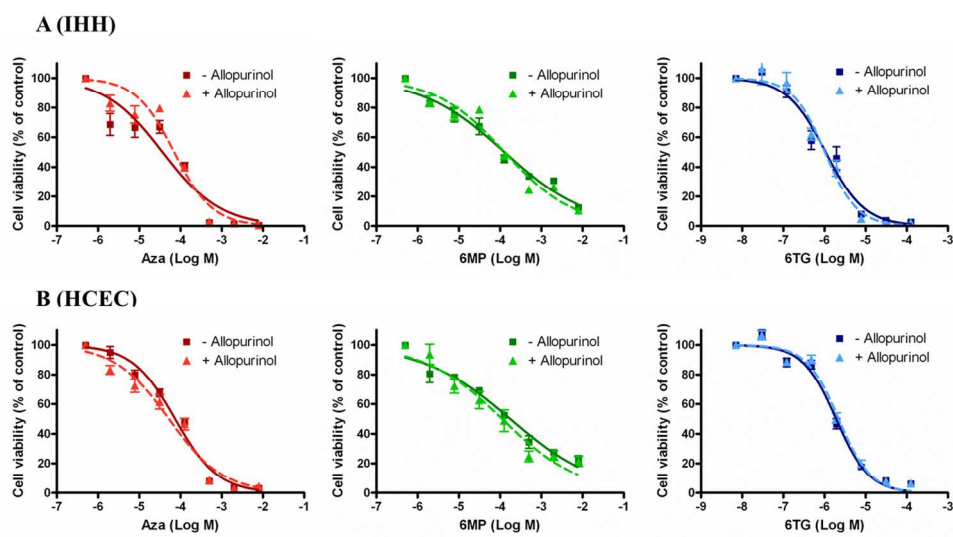 A (IHH)
Cell viability (% of control)
100
80
60
40
20
0
-7 -6 -5 -4 -3 -2 -1
Aza (Log M)
- Allopurinol
+ Allopurinol
Cell viability (% of control)
100
80
60
40
20
0
-7 -6 -5 -4 -3 -2 -1
6MP (Log M)
- Allopurinol
+ Allopurinol
Cell viability (% of control)
100
80
60
40
20
0
-9 -8 -7 -6 -5 -4 -3
6TG (Log M)
- Allopurinol
+ Allopurinol
B (HCEC)
Cell viability (% of control)
100
80
60
40
20
0
-7 -6 -5 -4 -3 -2 -1
Aza (Log M)
- Allopurinol
+ Allopurinol
Cell viability (% of control)
100
80
60
40
20
0
-7 -6 -5 -4 -3 -2 -1
6MP (Log M)
- Allopurinol
+ Allopurinol
Cell viability (% of control)
100
80
60
40
20
0
-9 -8 -7 -6 -5 -4 -3
6TG (Log M)
- Allopurinol
+ Allopurinol